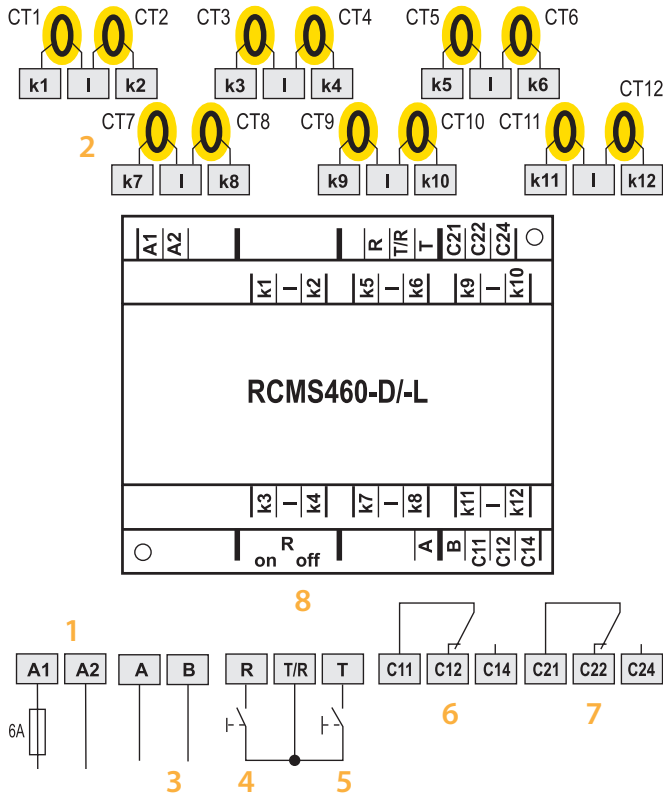 CT1 CT2 CT3 CT4 CT5 CT6
k1 l k2 k3 l k4 k5 l k6
CT12
CT7 CT8 CT9 CT10 CT11
2
k7 l k8 k9 l k10 k11 l k12
A1 A2 R T/R T C21 C22 C24
k1 l k2 k5 l k6 k9 l k10
RCMS460-D/-L
k3 l k4 k7 l k8 k11 l k12
on R off A B C11 C12 C14
8
1
A1 A2 A B R T/R T C11 C12 C14 C21 C22 C24
6 7
6A
3 4 5